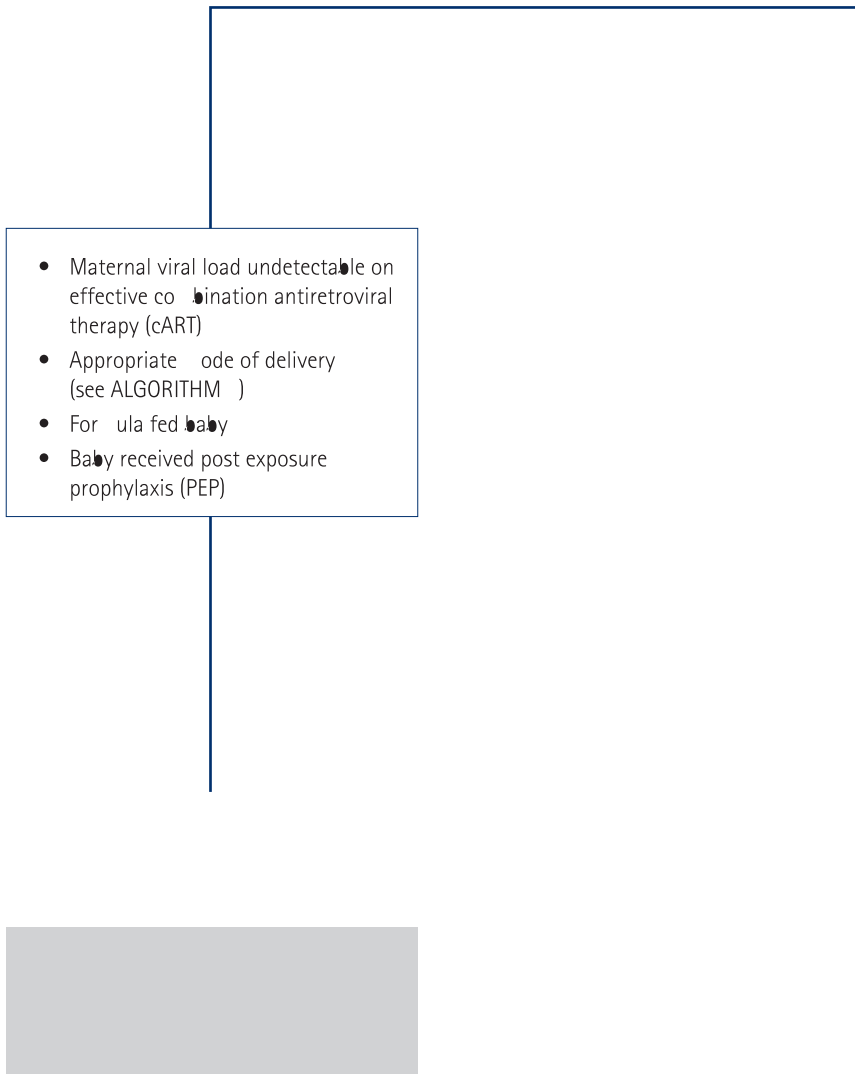 • Maternal viral load undetectable on
effective co bination antiretroviral
therapy (cART)
• Appropriate ode of delivery
(see ALGORITHM )
• For ula fed baby
• Baby received post exposure
prophylaxis (PEP)